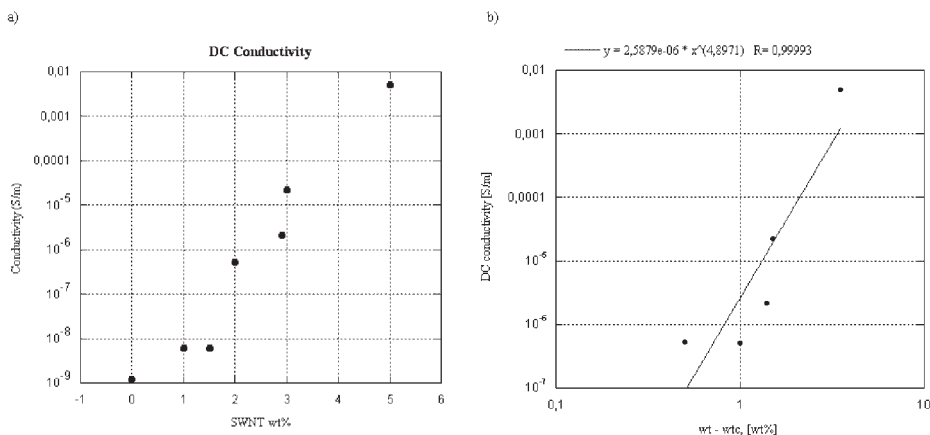 a)
DC Conductivity
Conductivity (S/m)
0,01
0,001
0,0001
10^-5
10^-6
10^-7
10^-8
10^-9
-1 0 1 2 3 4 5 6
SWNT wt%
b)
y = 2,5879e-06 * x^(4,8971) R= 0,99993
DC conductivity [S/m]
0,01
0,001
0,0001
10^-5
10^-6
10^-7
0,1 1 10
wt - wtc, [wt%]